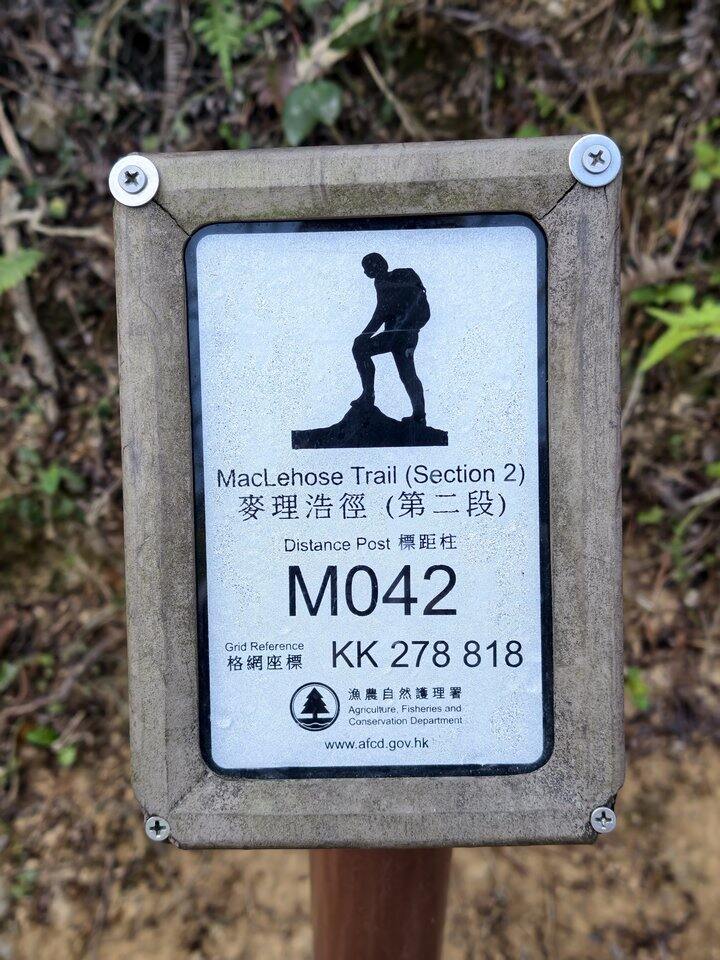 MacLehose Trail (Section 2)
麥理浩徑 (第二段)
Distance Post 標距柱
M042
Grid Reference
格網座標
KK 278 818
漁農自然護理署
Agriculture, Fisheries and
Conservation Department
www.afcd.gov.hk